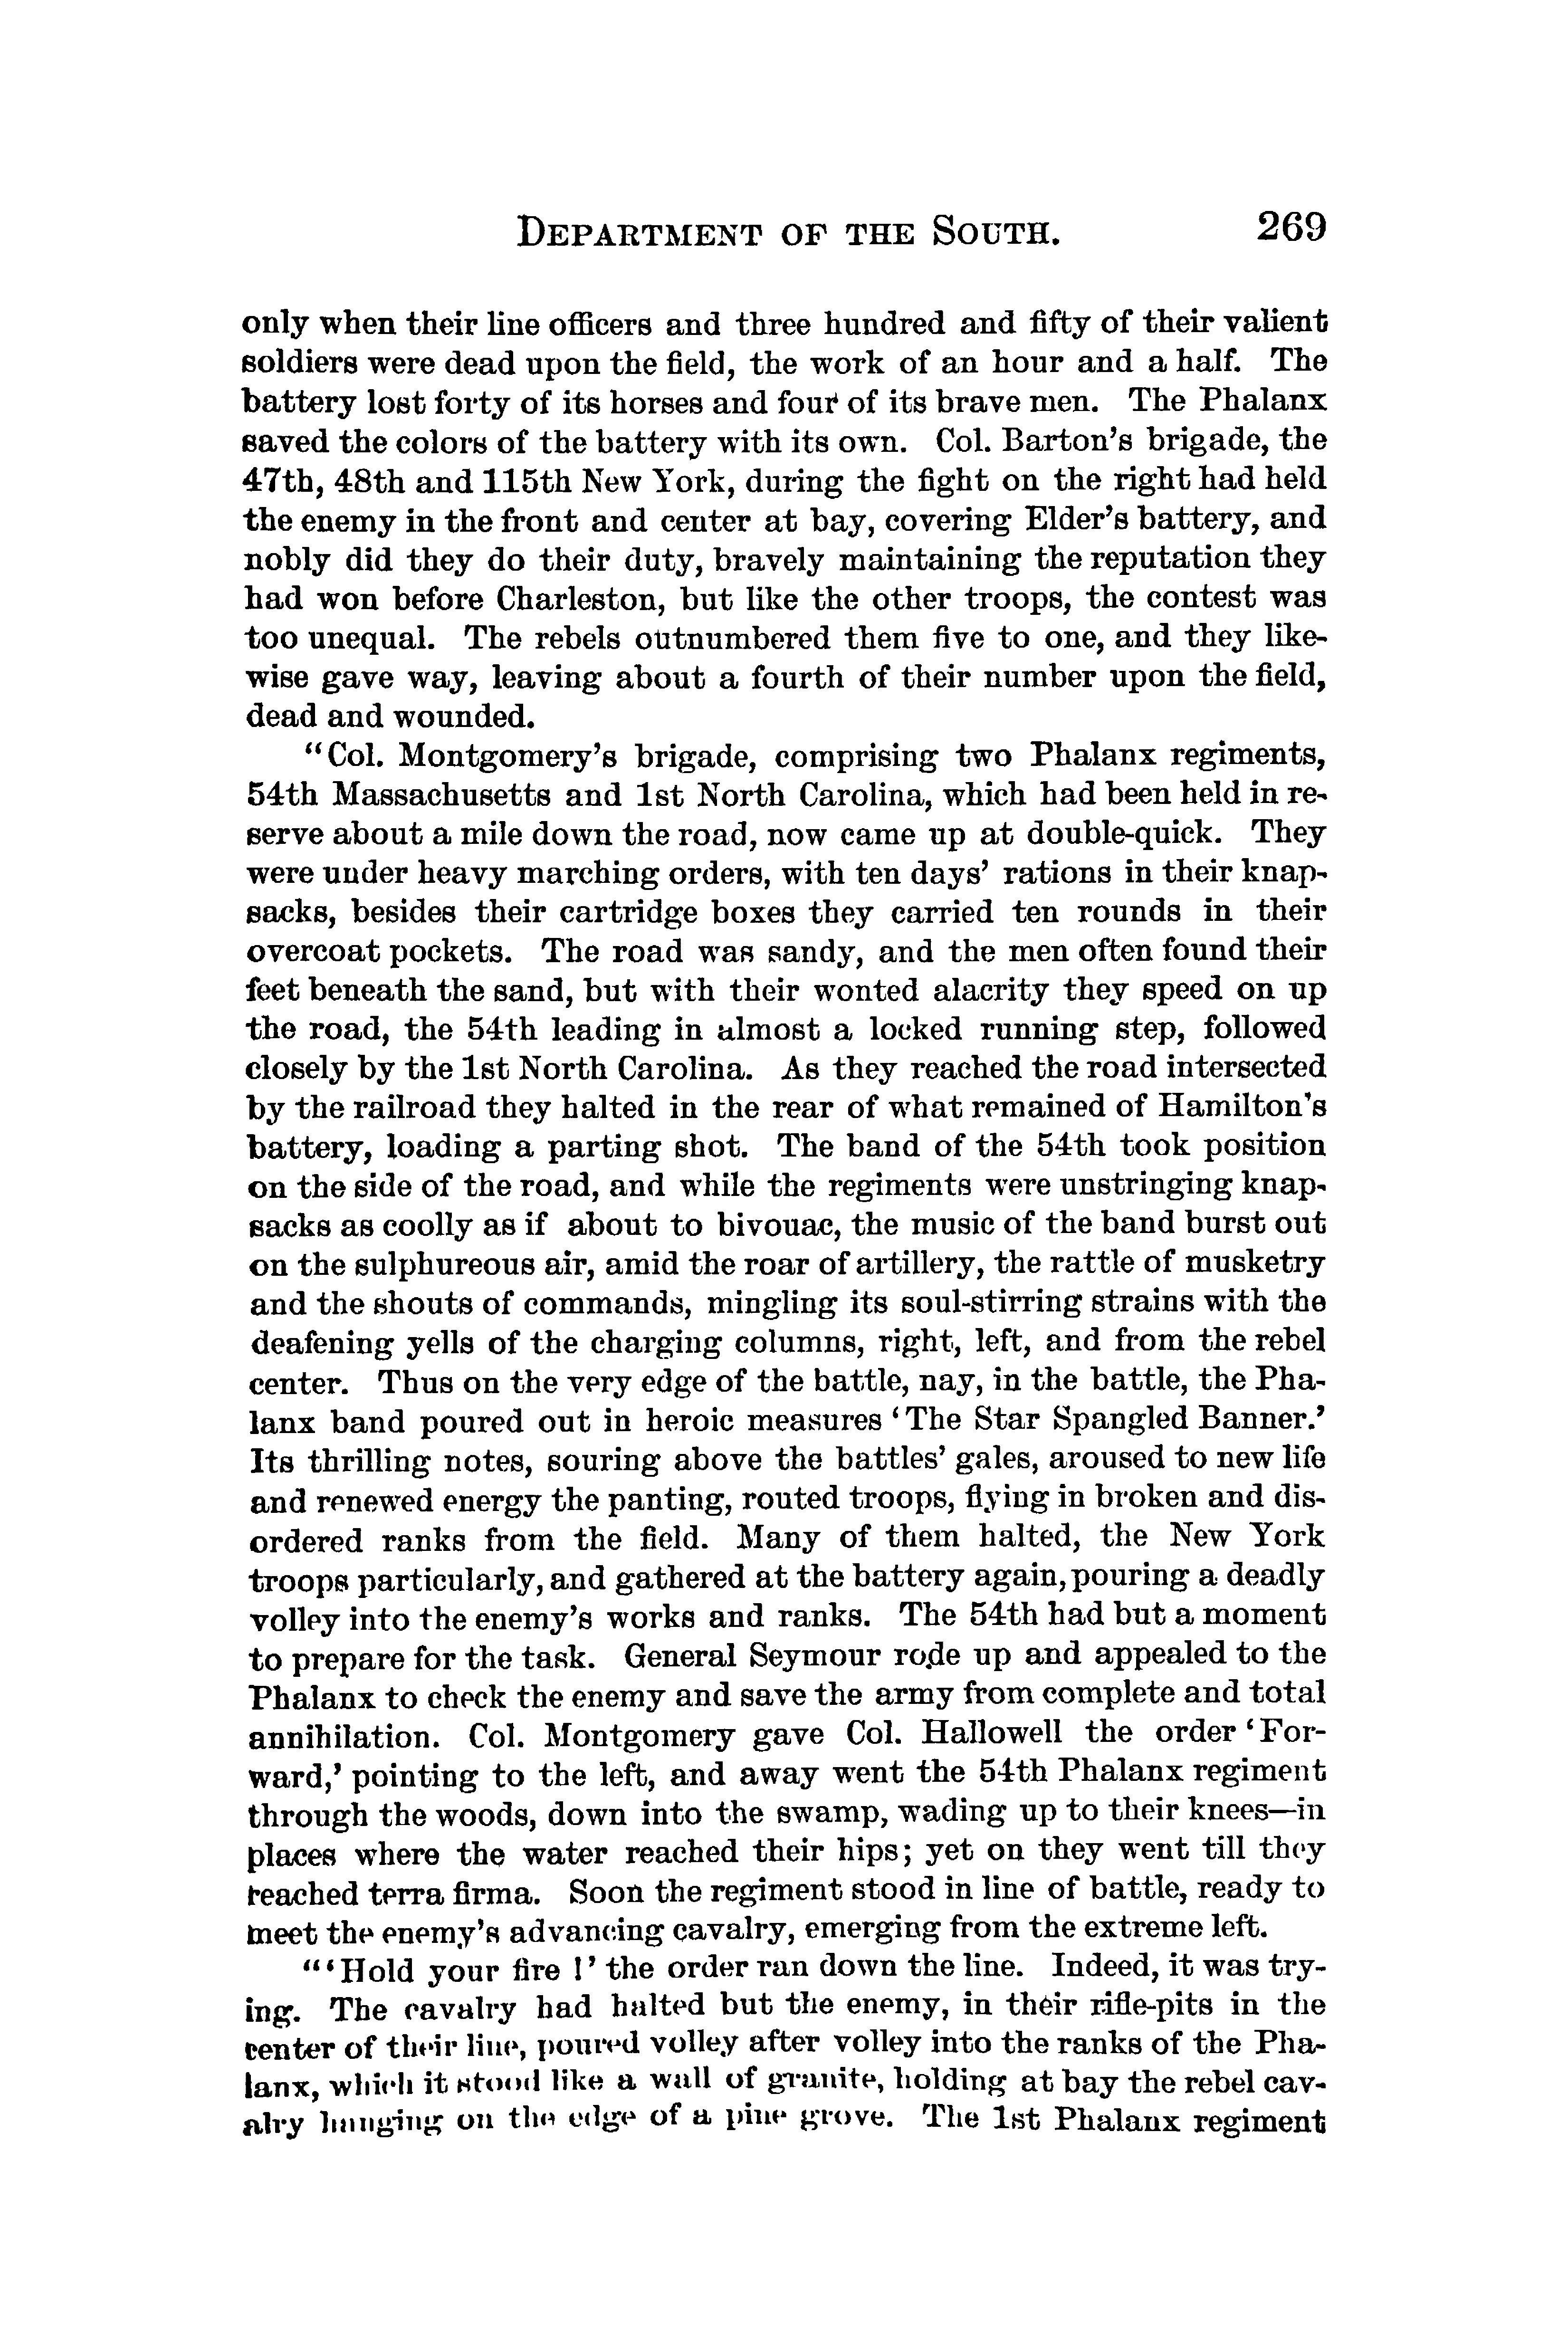 DEPARTMENT OF THE SOUTH. 269
only when their line officers and three hundred and fifty of their valient
soldiers were dead upon the field, the work of an hour and a half. The
battery lost forty of its horses and four of its brave men. The Phalanx
saved the colors of the battery with its own. Col. Barton's brigade, the
47th, 48th and 115th New York, during the fight on the right had held
the enemy in the front and center at bay, covering Elder's battery, and
nobly did they do their duty, bravely maintaining the reputation they
had won before Charleston, but like the other troops, the contest was
too unequal. The rebels outnumbered them five to one, and they like-
wise gave way, leaving about a fourth of their number upon the field,
dead and wounded.
"Col. Montgomery's brigade, comprising two Phalanx regiments,
54th Massachusetts and 1st North Carolina, which had been held in re-
serve about a mile down the road, now came up at double-quick. They
were under heavy marching orders, with ten days' rations in their knap-
sacks, besides their cartridge boxes they carried ten rounds in their
overcoat pockets. The road was sandy, and the men often found their
feet beneath the sand, but with their wonted alacrity they speed on up
the road, the 54th leading in almost a locked running step, followed
closely by the 1st North Carolina. As they reached the road intersected
by the railroad they halted in the rear of what remained of Hamilton's
battery, loading a parting shot. The band of the 54th took position
on the side of the road, and while the regiments were unstringing knap-
sacks as coolly as if about to bivouac, the music of the band burst out
on the sulphureous air, amid the roar of artillery, the rattle of musketry
and the shouts of commands, mingling its soul-stirring strains with the
deafening yells of the charging columns, right, left, and from the rebel
center. Thus on the very edge of the battle, nay, in the battle, the Pha-
lanx band poured out in heroic measures 'The Star Spangled Banner.'
Its thrilling notes, souring above the battles' gales, aroused to new life
and renewed energy the panting, routed troops, flying in broken and dis-
ordered ranks from the field. Many of them halted, the New York
troops particularly, and gathered at the battery again, pouring a deadly
volley into the enemy's works and ranks. The 54th had but a moment
to prepare for the task. General Seymour rode up and appealed to the
Phalanx to check the enemy and save the army from complete and total
annihilation. Col. Montgomery gave Col. Hallowell the order 'For-
ward,' pointing to the left, and away went the 54th Phalanx regiment
through the woods, down into the swamp, wading up to their knees—in
places where the water reached their hips; yet on they went till they
reached terra firma. Soon the regiment stood in line of battle, ready to
meet the enemy's advancing cavalry, emerging from the extreme left.
"'Hold your fire!' the order ran down the line. Indeed, it was try-
ing. The cavalry had halted but the enemy, in their rifle-pits in the
center of their line, poured volley after volley into the ranks of the Pha-
lanx, which it stood like a wall of granite, holding at bay the rebel cav-
alry hanging on the edge of a pine grove. The 1st Phalanx regiment